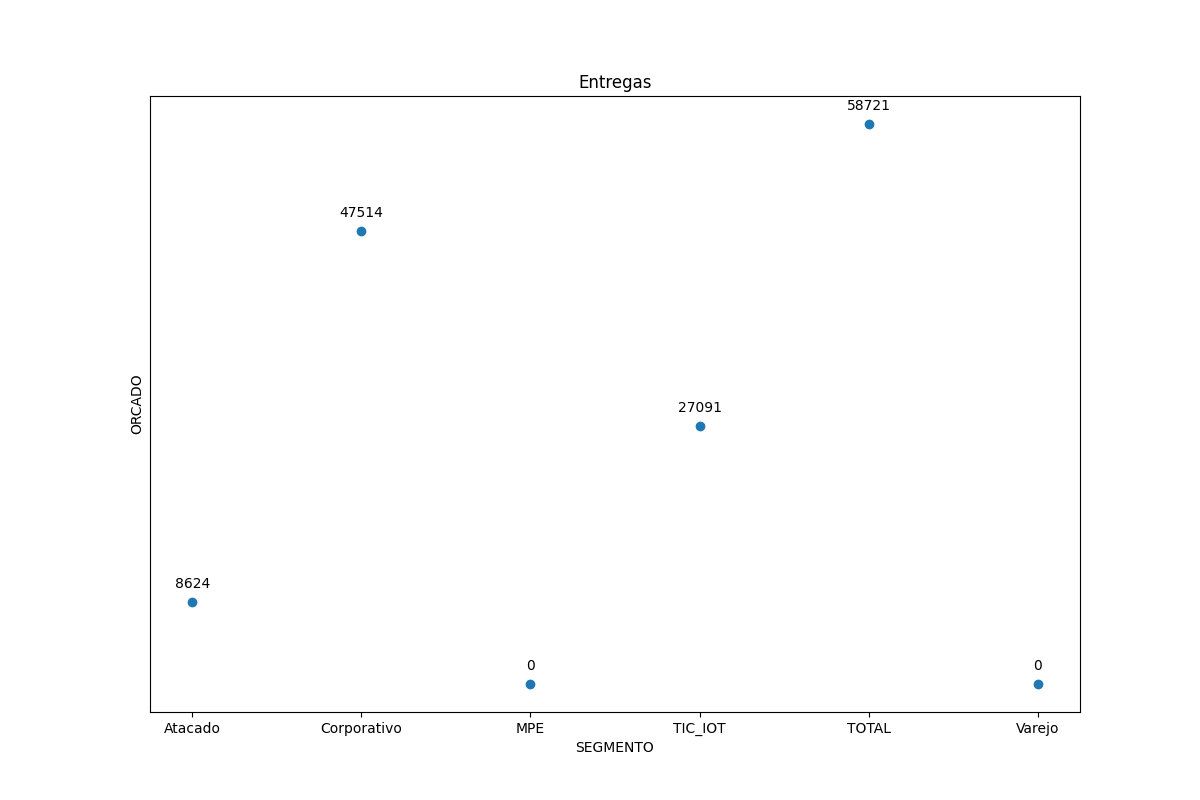 Entregas
58721
47514
27091
8624
0
0
ORCADO
Atacado Corporativo MPE TIC_IOT TOTAL Varejo
SEGMENTO